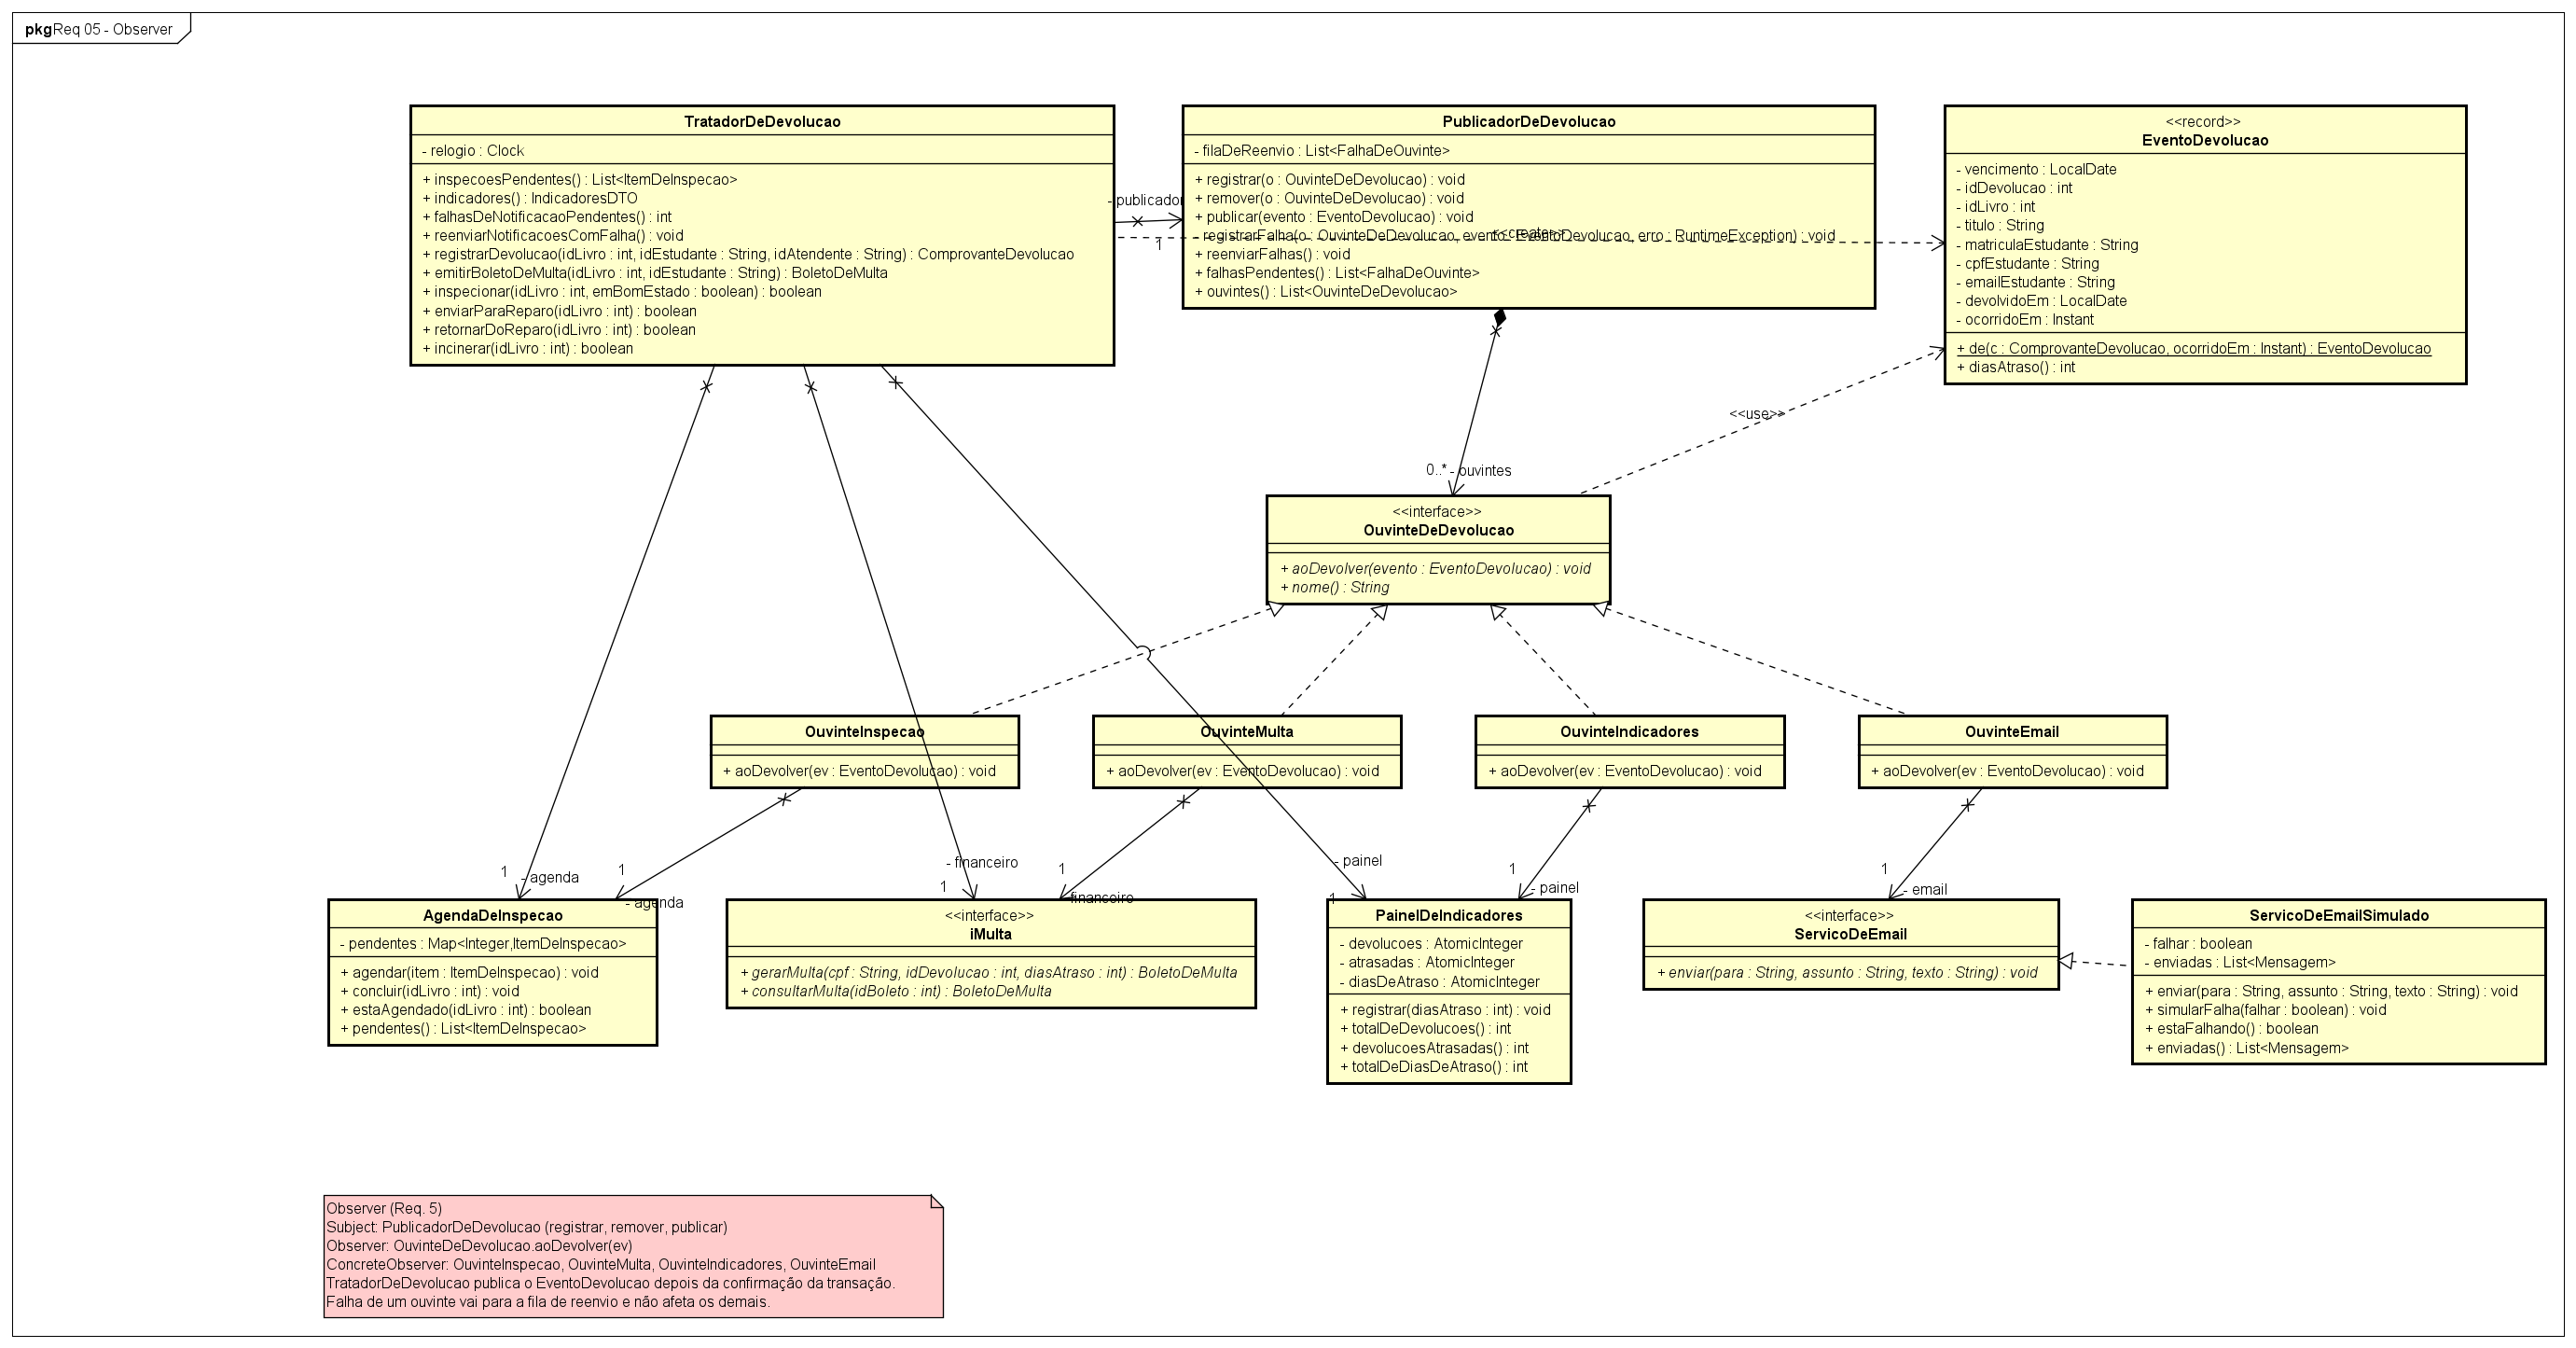 pkg Req 05 - Observer
TratadorDeDevolucao
- relogio : Clock
+ inspecoesPendentes() : List<ItemDeInspecao>
+ indicadores() : IndicadoresDTO
+ falhasDeNotificacaoPendentes() : int
+ reenviarNotificacoesComFalha() : void
+ registrarDevolucao(idLivro : int, idEstudante : String, idAtendente : String) : ComprovanteDevolucao
+ emitirBoletoDeMulta(idLivro : int, idEstudante : String) : BoletoDeMulta
+ inspecionar(idLivro : int, emBomEstado : boolean) : boolean
+ enviarParaReparo(idLivro : int) : boolean
+ retornarDoReparo(idLivro : int) : boolean
+ incinerar(idLivro : int) : boolean
- publicador
1
PublicadorDeDevolucao
- filaDeReenvio : List<FalhaDeOuvinte>
+ registrar(o : OuvinteDeDevolucao) : void
+ remover(o : OuvinteDeDevolucao) : void
+ publicar(evento : EventoDevolucao) : void
- registrarFalha(o : OuvinteDeDevolucao, evento : EventoDevolucao, erro : RuntimeException) : void
+ reenviarFalhas() : void
+ falhasPendentes() : List<FalhaDeOuvinte>
+ ouvintes() : List<OuvinteDeDevolucao>
<<create>>
<<record>>
EventoDevolucao
- vencimento : LocalDate
- idDevolucao : int
- idLivro : int
- titulo : String
- matriculaEstudante : String
- cpfEstudante : String
- emailEstudante : String
- devolvidoEm : LocalDate
- ocorridoEm : Instant
+ de(c : ComprovanteDevolucao, ocorridoEm : Instant) : EventoDevolucao
+ diasAtraso() : int
<<use>>
0..*
- ouvintes
<<interface>>
OuvinteDeDevolucao
+ aoDevolver(evento : EventoDevolucao) : void
+ nome() : String
OuvinteInspecao
+ aoDevolver(ev : EventoDevolucao) : void
OuvinteMulta
+ aoDevolver(ev : EventoDevolucao) : void
OuvinteIndicadores
+ aoDevolver(ev : EventoDevolucao) : void
OuvinteEmail
+ aoDevolver(ev : EventoDevolucao) : void
1
- agenda
1
- agenda
- financeiro
1
1
- financeiro
- painel
1
1
- painel
1
- email
AgendaDeInspecao
- pendentes : Map<Integer,ItemDeInspecao>
+ agendar(item : ItemDeInspecao) : void
+ concluir(idLivro : int) : void
+ estaAgendado(idLivro : int) : boolean
+ pendentes() : List<ItemDeInspecao>
<<interface>>
iMulta
+ gerarMulta(cpf : String, idDevolucao : int, diasAtraso : int) : BoletoDeMulta
+ consultarMulta(idBoleto : int) : BoletoDeMulta
PainelDeIndicadores
- devolucoes : AtomicInteger
- atrasadas : AtomicInteger
- diasDeAtraso : AtomicInteger
+ registrar(diasAtraso : int) : void
+ totalDeDevolucoes() : int
+ devolucoesAtrasadas() : int
+ totalDeDiasDeAtraso() : int
<<interface>>
ServicoDeEmail
+ enviar(para : String, assunto : String, texto : String) : void
ServicoDeEmailSimulado
- falhar : boolean
- enviadas : List<Mensagem>
+ enviar(para : String, assunto : String, texto : String) : void
+ simularFalha(falhar : boolean) : void
+ estaFalhando() : boolean
+ enviadas() : List<Mensagem>
Observer (Req. 5)
Subject: PublicadorDeDevolucao (registrar, remover, publicar)
Observer: OuvinteDeDevolucao.aoDevolver(ev)
ConcreteObserver: OuvinteInspecao, OuvinteMulta, OuvinteIndicadores, OuvinteEmail
TratadorDeDevolucao publica o EventoDevolucao depois da confirmação da transação.
Falha de um ouvinte vai para a fila de reenvio e não afeta os demais.